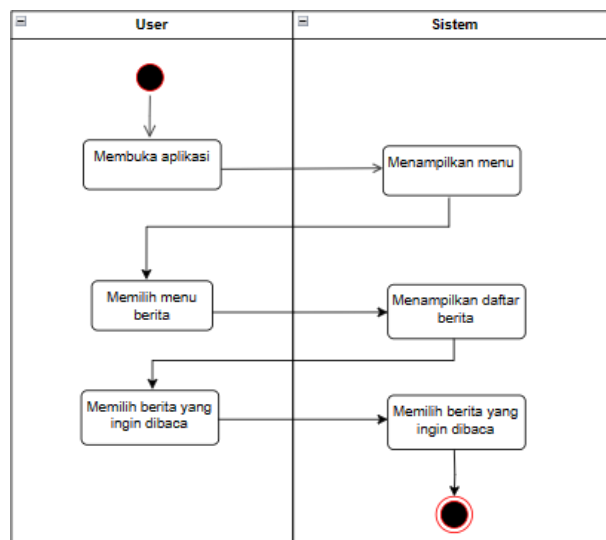 User
Sistem
Membuka aplikasi
Menampilkan menu
Memilih menu
berita
Menampilkan daftar
berita
Memilih berita yang
ingin dibaca
Memilih berita yang
ingin dibaca